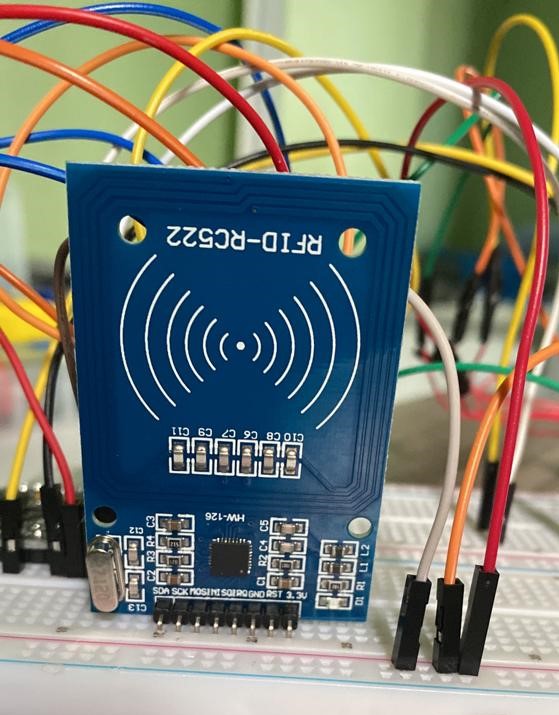 RFID-RC522
C11 C9 C7 C6 C8 C10
HW-126
C3 R4 R3 C2
C12
C13
C5 C4 R2 C1
L2
L1
R1
D1
SDA SCK MOSI MISO IRQ GND RST 3.3V